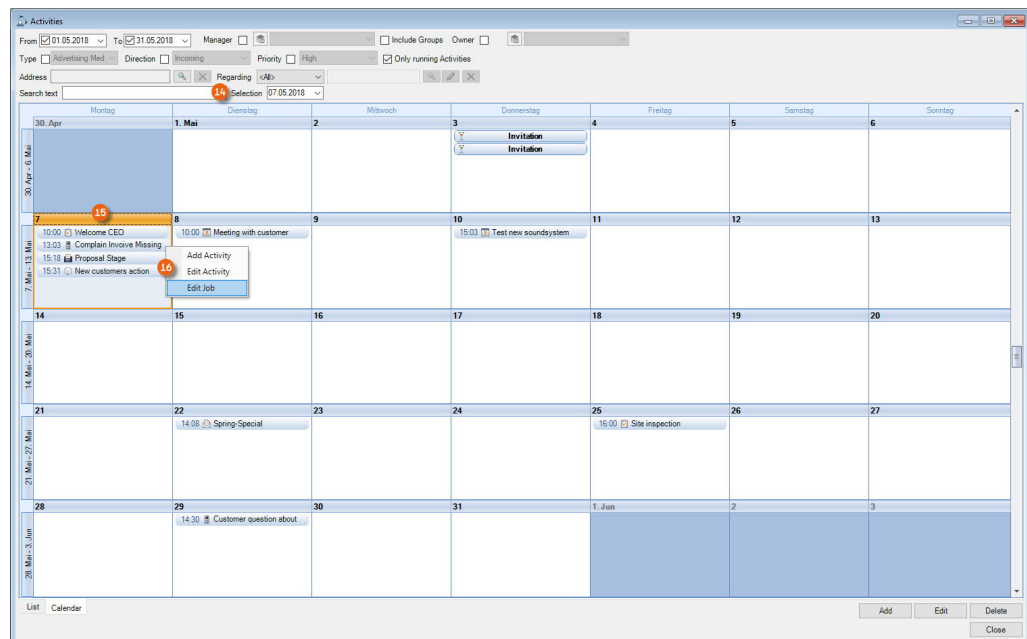 Activities
From 01.05.2018 To 31.05.2018 Manager Include Groups Owner
Type Advertising Med Direction Incoming Priority High Only running Activities
Address Regarding <All>
Search text 14 Selection 07.05.2018
Montag Dienstag Mittwoch Donnerstag Freitag Samstag Sonntag
30. Apr - 6. Mai
30. Apr 1. Mai 2 3 4 5 6
Invitation
Invitation
7. Mai - 13. Mai
15
7 8 9 10 11 12 13
10:00 Welcome CEO 10:00 Meeting with customer 15:03 Test new soundsystem
13:03 Complain Invoive Missing
15:18 Proposal Stage
15:31 New customers action
16
Add Activity
Edit Activity
Edit Job
14. Mai - 20. Mai
14 15 16 17 18 19 20
21. Mai - 27. Mai
21 22 23 24 25 26 27
14:08 Spring-Special 16:00 Site inspection
28. Mai - 3. Jun
28 29 30 31 1. Jun 2 3
14:30 Customer question about
List Calendar Add Edit Delete
Close